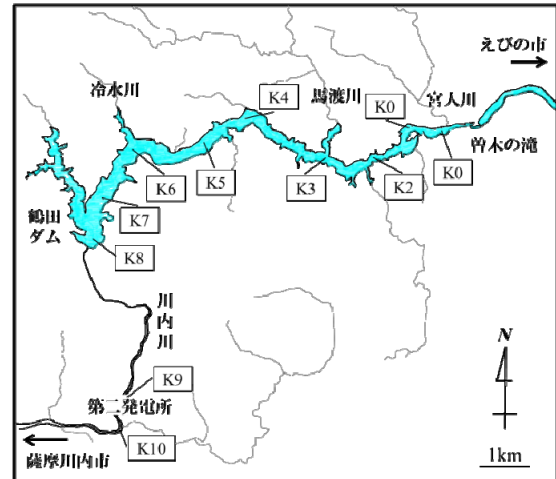 えびの市
冷水川
K4
馬渡川
K0
宮人川
曽木の滝
K0
K6
K5
K3
K2
K7
鶴田
ダム
K8
川内川
N
K9
第二発電所
K10
薩摩川内市
1km